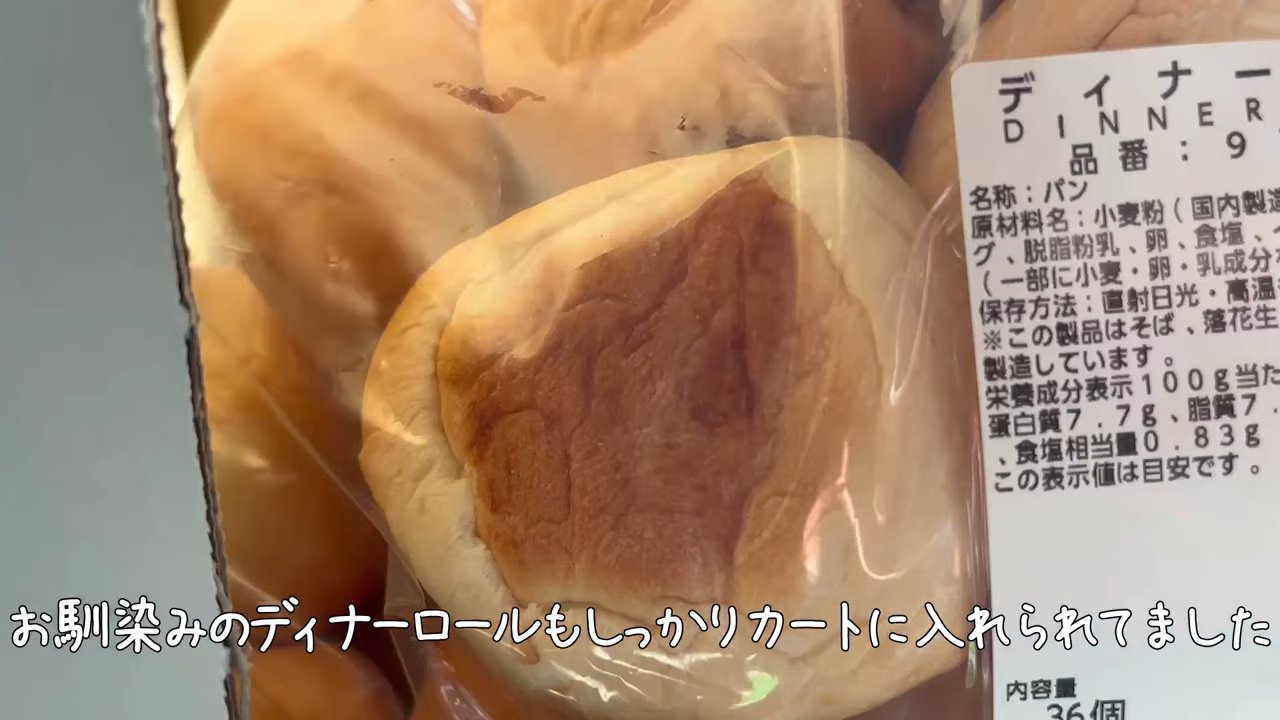 ディナー
DINNER
品番:9
名称:パン
原材料名:小麦粉(国内製造
グ、脱脂粉乳、卵、食塩、
(一部に小麦・卵・乳成分
保存方法:直射日光・高温
※この製品はそば、落花生
製造しています。
栄養成分表示100g当た
蛋白質7.7g、脂質7.
、食塩相当量0.83g
この表示値は目安です。
お馴染みのディナーロールもしっかりカートに入れられてました
内容量
36個